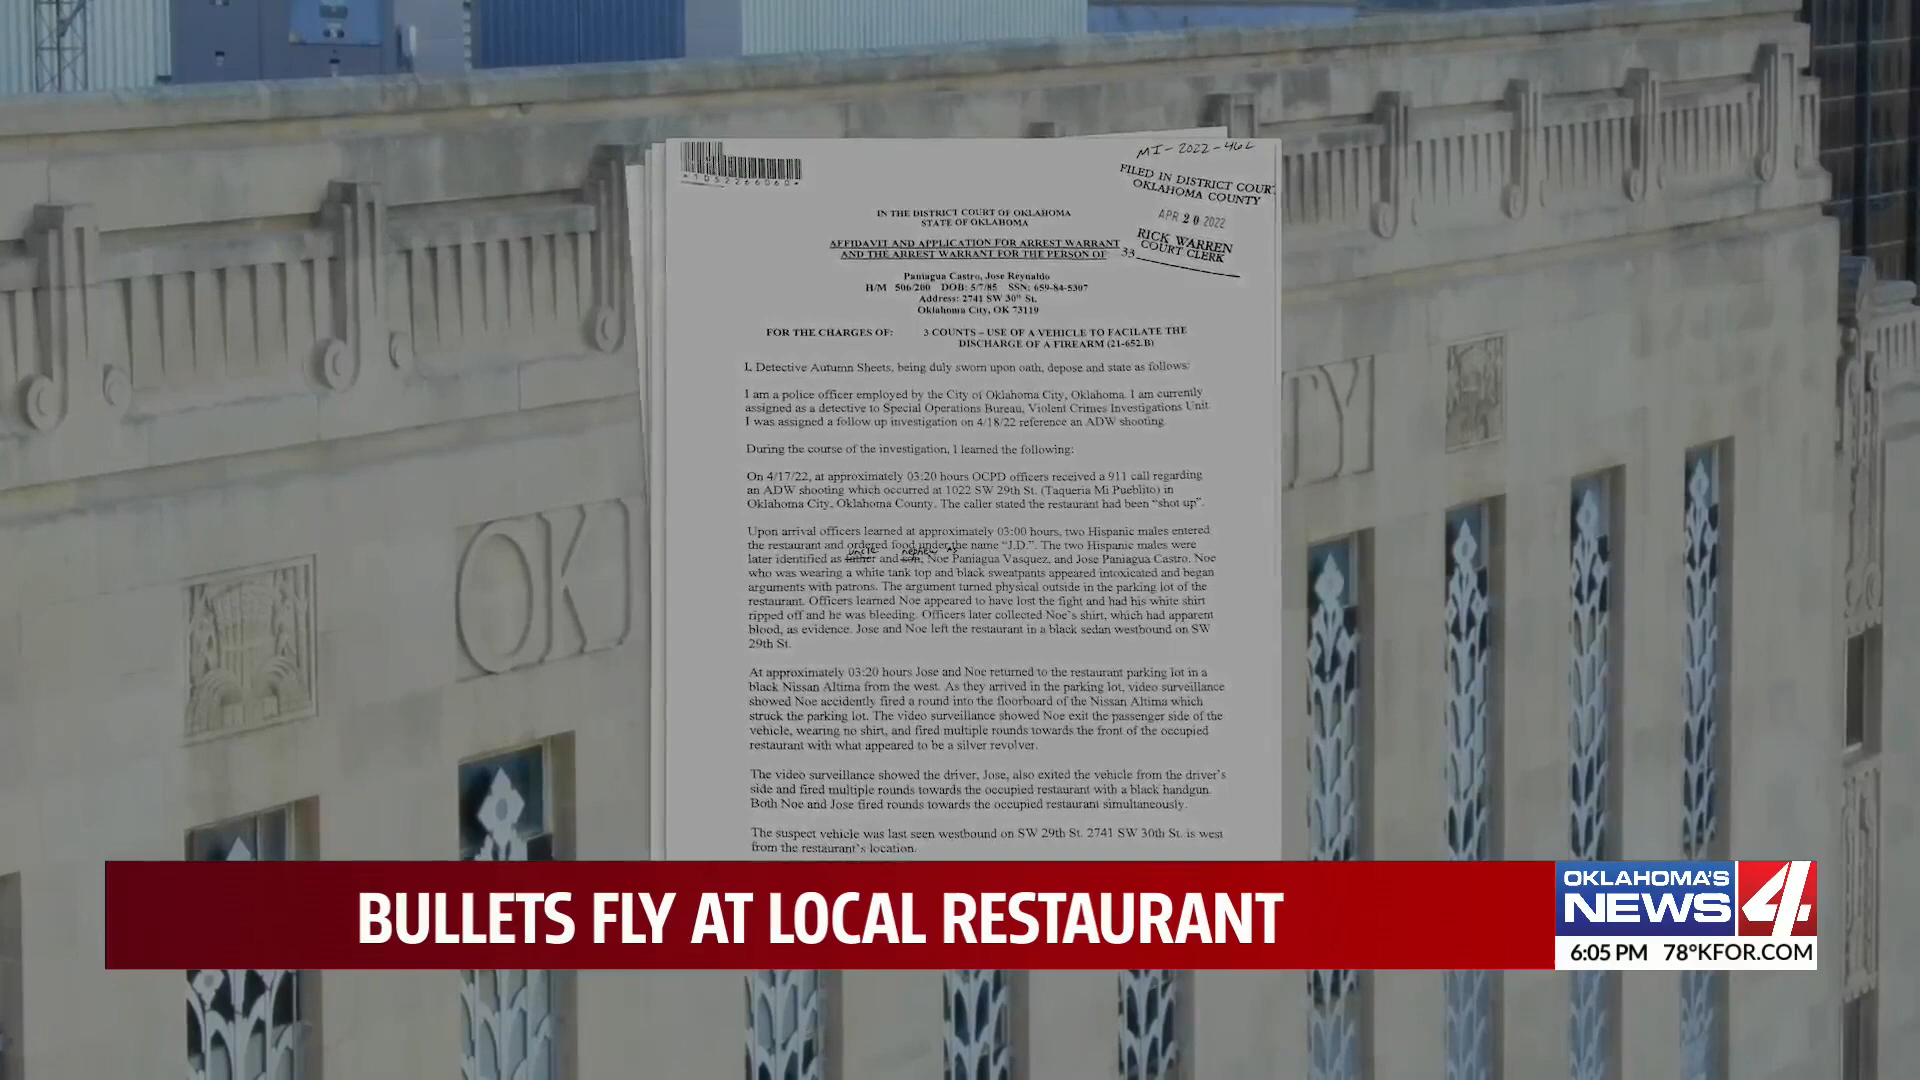 MI-2022-462
*1052266060*
FILED IN DISTRICT COURT
OKLAHOMA COUNTY
APR 20 2022
RICK WARREN
COURT CLERK
33
IN THE DISTRICT COURT OF OKLAHOMA
STATE OF OKLAHOMA
AFFIDAVIT AND APPLICATION FOR ARREST WARRANT
AND THE ARREST WARRANT FOR THE PERSON OF
Paniagua Castro, Jose Reynaldo
H/M 506/200 DOB: 5/7/85 SSN: [redacted]
Address: 2741 SW 30th St.
Oklahoma City, OK 73119
FOR THE CHARGES OF: 3 COUNTS – USE OF A VEHICLE TO FACILATE THE
DISCHARGE OF A FIREARM (21-652.B)
I, Detective Autumn Sheets, being duly sworn upon oath, depose and state as follows:
I am a police officer employed by the City of Oklahoma City, Oklahoma. I am currently
assigned as a detective to Special Operations Bureau, Violent Crimes Investigations Unit.
I was assigned a follow up investigation on 4/18/22 reference an ADW shooting.
During the course of the investigation, I learned the following:
On 4/17/22, at approximately 03:20 hours OCPD officers received a 911 call regarding
an ADW shooting which occurred at 1022 SW 29th St. (Taqueria Mi Pueblito) in
Oklahoma City, Oklahoma County. The caller stated the restaurant had been “shot up”.
Upon arrival officers learned at approximately 03:00 hours, two Hispanic males entered
the restaurant and ordered food under the name “J.D.”. The two Hispanic males were
uncle nephew as
later identified as father and son, Noe Paniagua Vasquez, and Jose Paniagua Castro. Noe
who was wearing a white tank top and black sweatpants appeared intoxicated and began
arguments with patrons. The argument turned physical outside in the parking lot of the
restaurant. Officers learned Noe appeared to have lost the fight and had his white shirt
ripped off and he was bleeding. Officers later collected Noe's shirt, which had apparent
blood, as evidence. Jose and Noe left the restaurant in a black sedan westbound on SW
29th St.
At approximately 03:20 hours Jose and Noe returned to the restaurant parking lot in a
black Nissan Altima from the west. As they arrived in the parking lot, video surveillance
showed Noe accidently fired a round into the floorboard of the Nissan Altima which
struck the parking lot. The video surveillance showed Noe exit the passenger side of the
vehicle, wearing no shirt, and fired multiple rounds towards the front of the occupied
restaurant with what appeared to be a silver revolver.
The video surveillance showed the driver, Jose, also exited the vehicle from the driver's
side and fired multiple rounds towards the occupied restaurant with a black handgun.
Both Noe and Jose fired rounds towards the occupied restaurant simultaneously.
The suspect vehicle was last seen westbound on SW 29th St. 2741 SW 30th St. is west
from the restaurant's location.
OK
TY
BULLETS FLY AT LOCAL RESTAURANT
OKLAHOMA'S
NEWS 4
6:05 PM 78° KFOR.COM